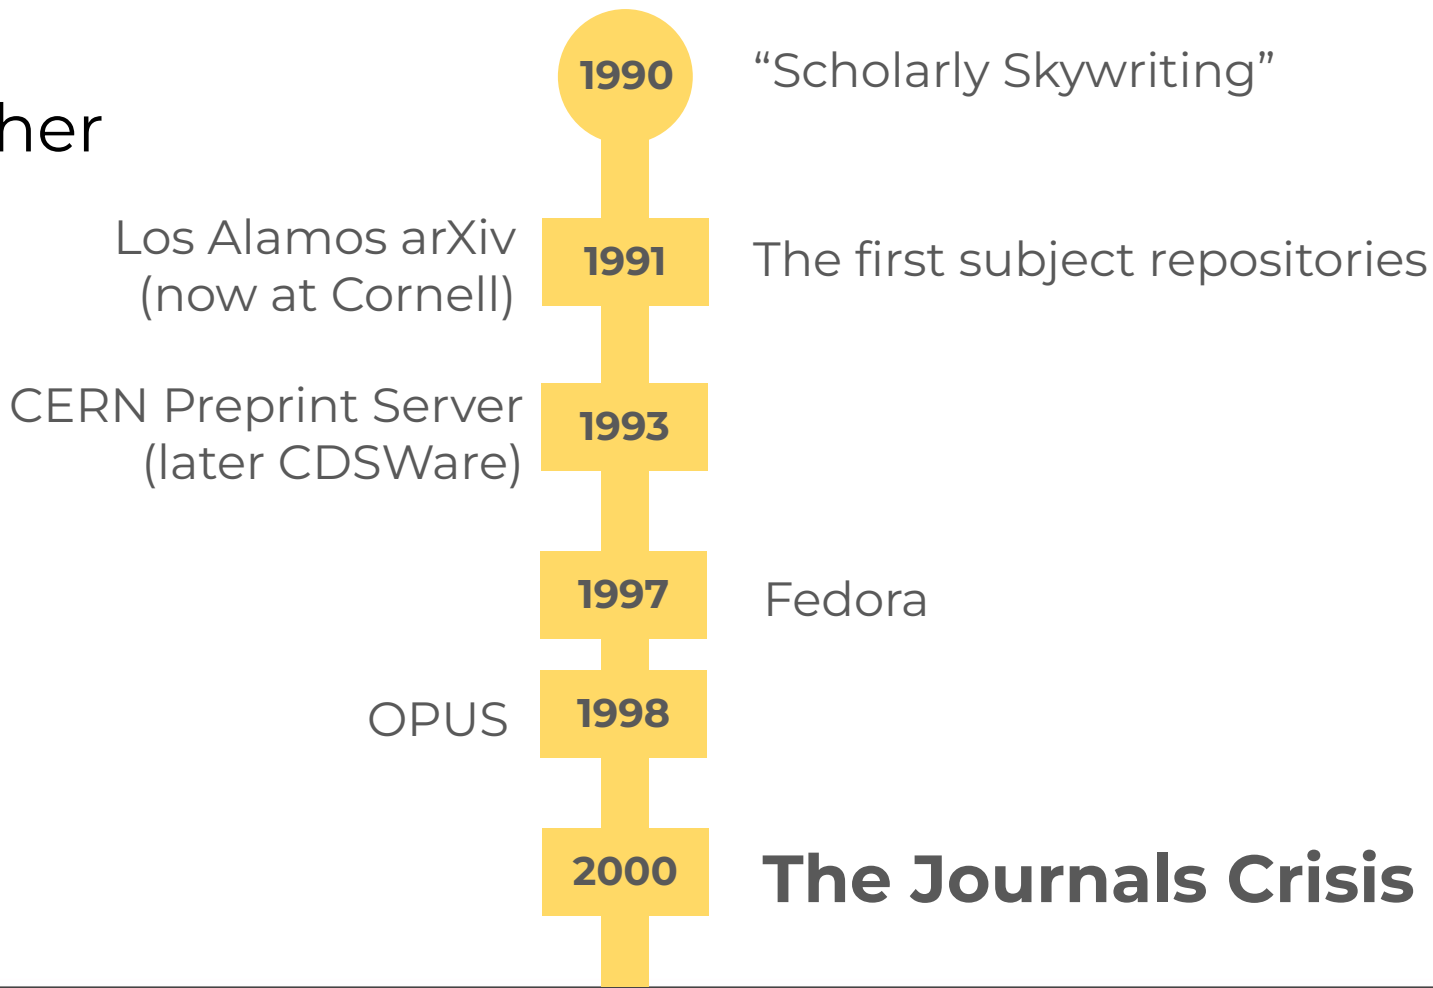 1990
“Scholarly Skywriting”
her
Los Alamos arXiv
(now at Cornell)
1991
The first subject repositories
CERN Preprint Server
(later CDSWare)
1993
1997
Fedora
OPUS
1998
2000
The Journals Crisis